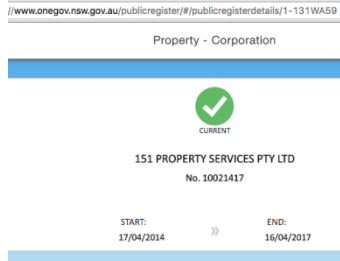 //www.onegov.nsw.gov.au/publicregister/#/publicregisterdetails/1-131WA59
Property - Corporation
CURRENT
151 PROPERTY SERVICES PTY LTD
No. 10021417
START: END:
17/04/2014 » 16/04/2017